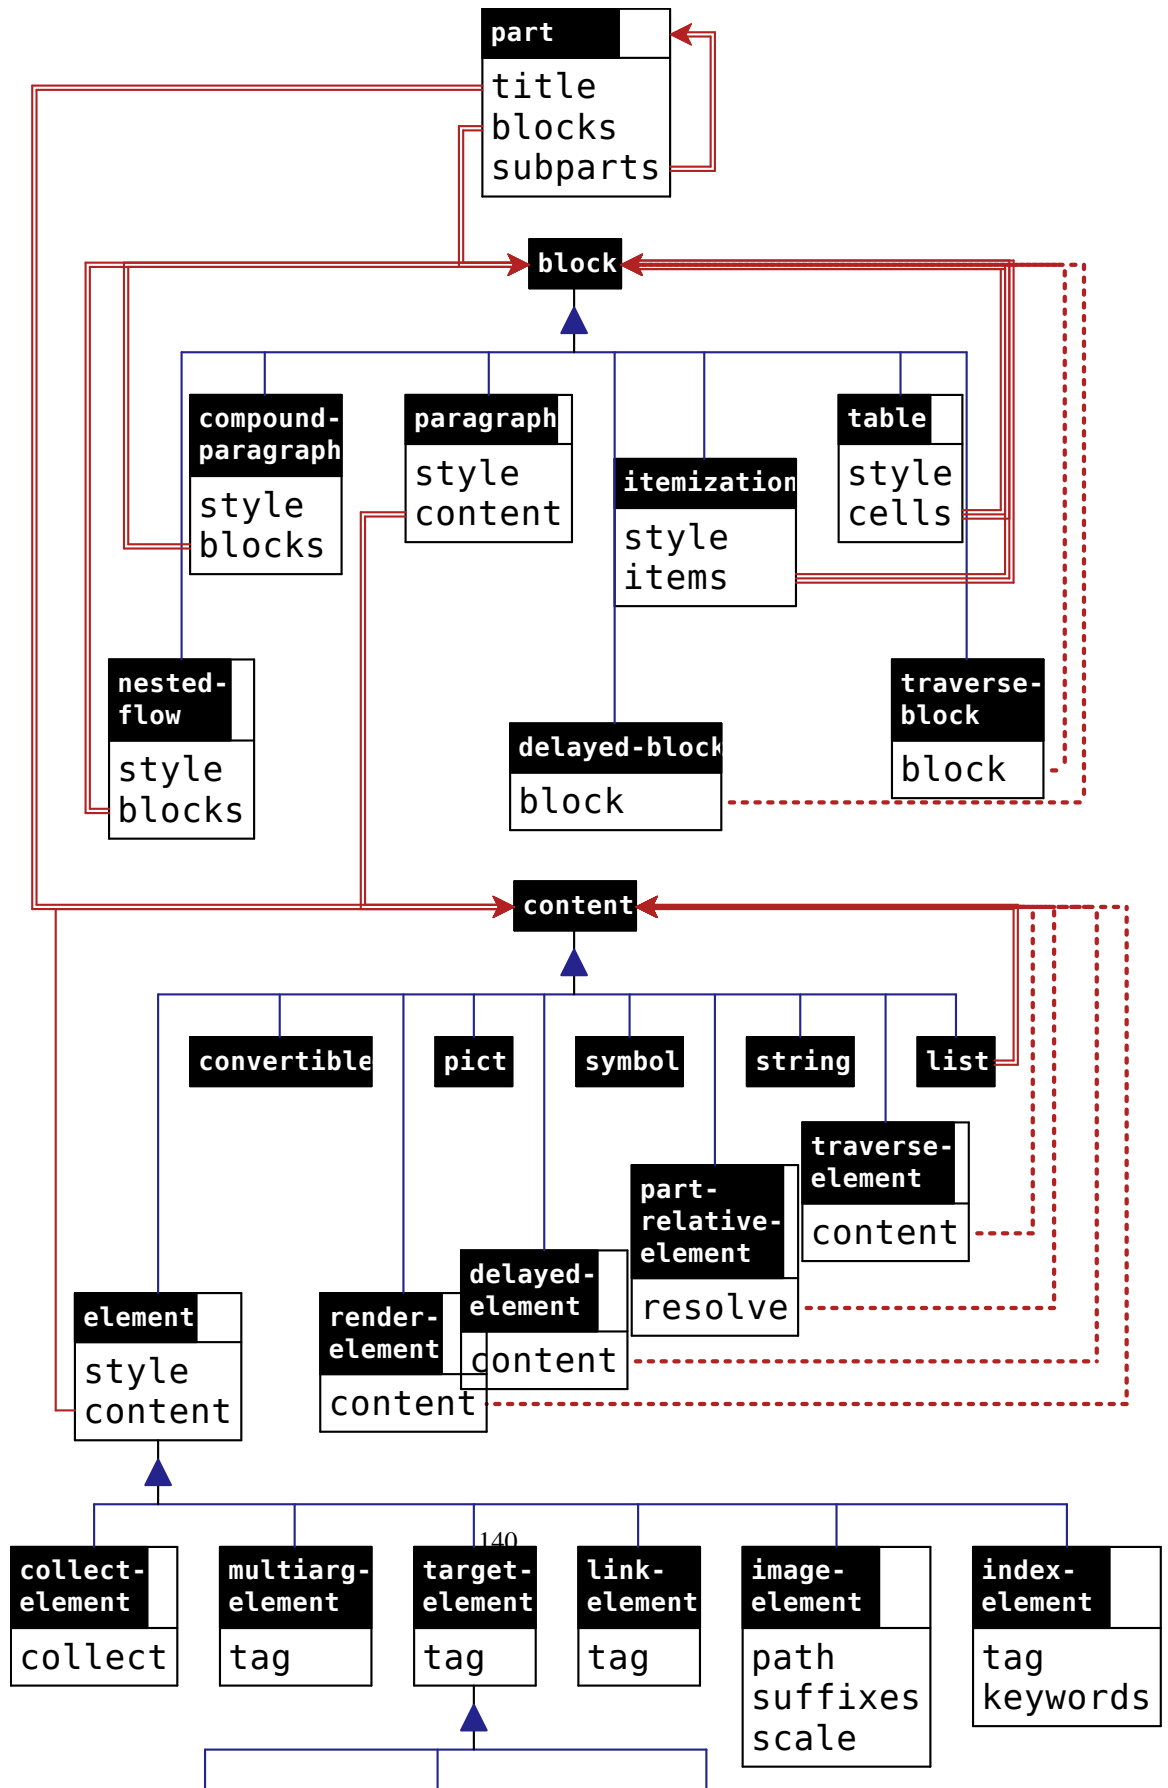 part
title
blocks
subparts
block
compound-
paragraph
style
blocks
paragraph
style
content
itemization
style
items
table
style
cells
nested-
flow
style
blocks
delayed-block
block
traverse-
block
block
content
convertible
pict
symbol
string
list
traverse-
element
content
part-
relative-
element
resolve
delayed-
element
content
render-
element
content
element
style
content
140
collect-
element
collect
multiarg-
element
tag
target-
element
tag
link-
element
tag
image-
element
path
suffixes
scale
index-
element
tag
keywords